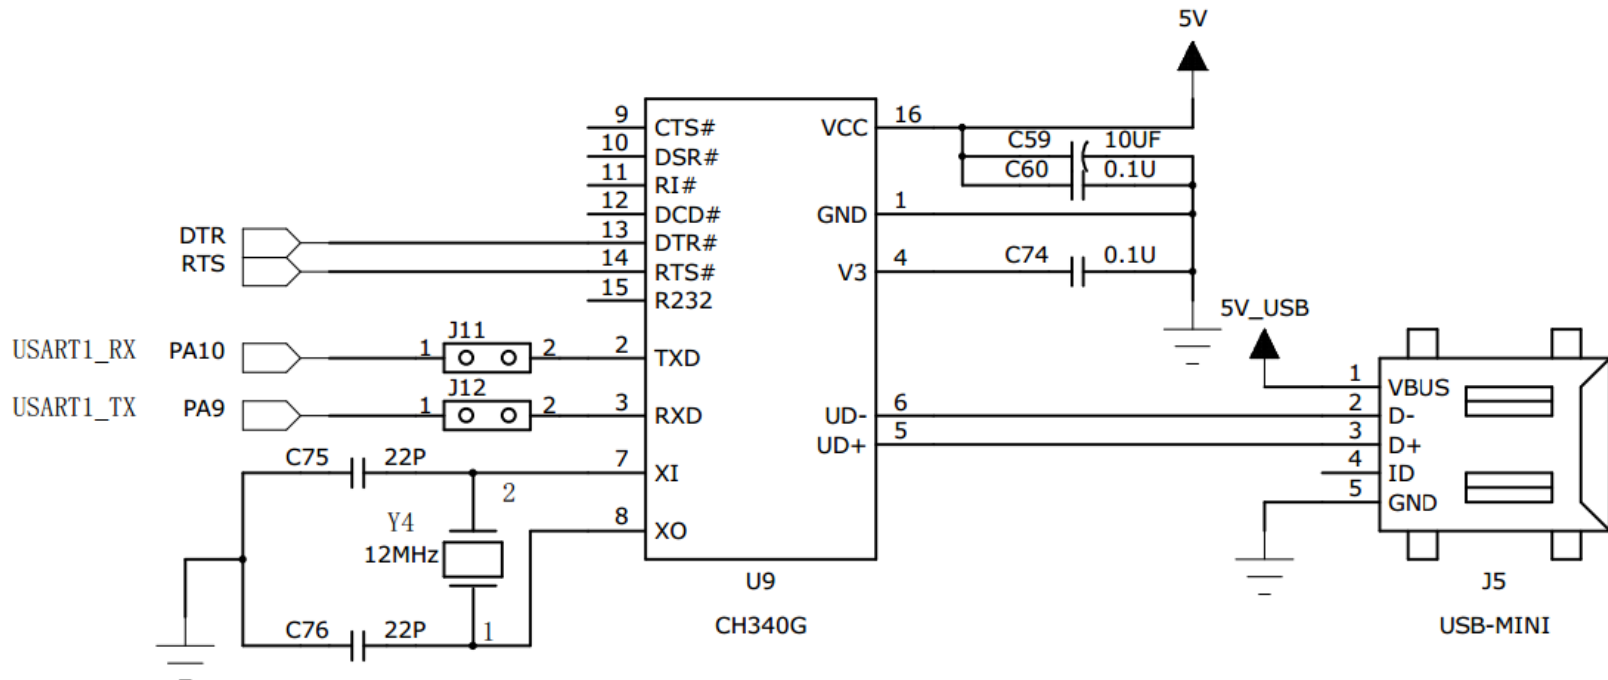 5V
9 CTS# VCC 16
C59 10UF
10 DSR#
C60 0.1U
11 RI#
12 DCD# GND 1
DTR 13 DTR#
RTS 14 RTS# V3 4 C74 0.1U
15 R232
5V_USB
J11
USART1_RX PA10 1 2 2 TXD
1 VBUS
J12
USART1_TX PA9 1 2 3 RXD UD- 6 2 D-
UD+ 5 3 D+
C75 22P 7 XI 4 ID
2
5 GND
Y4
8 XO
12MHz
U9 J5
C76 22P 1
CH340G USB-MINI